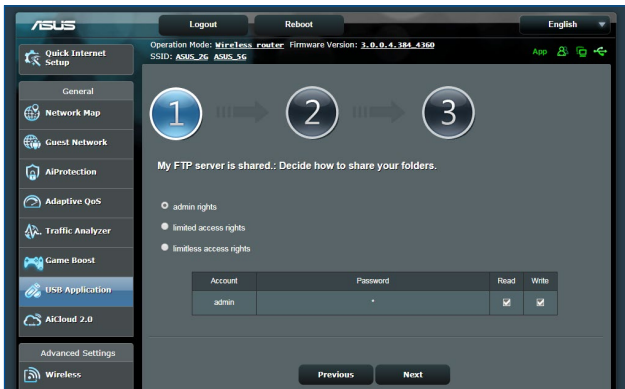 ASUS
Logout
Reboot
English
Quick Internet
Setup
Operation Mode: Wireless router Firmware Version: 3.0.0.4.384_4360
SSID: ASUS_2G ASUS_5G
App
General
Network Map
Guest Network
AiProtection
Adaptive QoS
Traffic Analyzer
Game Boost
USB Application
AiCloud 2.0
Advanced Settings
Wireless
1
2
3
My FTP server is shared.: Decide how to share your folders.
admin rights
limited access rights
limitless access rights
Account Password Read Write
admin *
Previous
Next